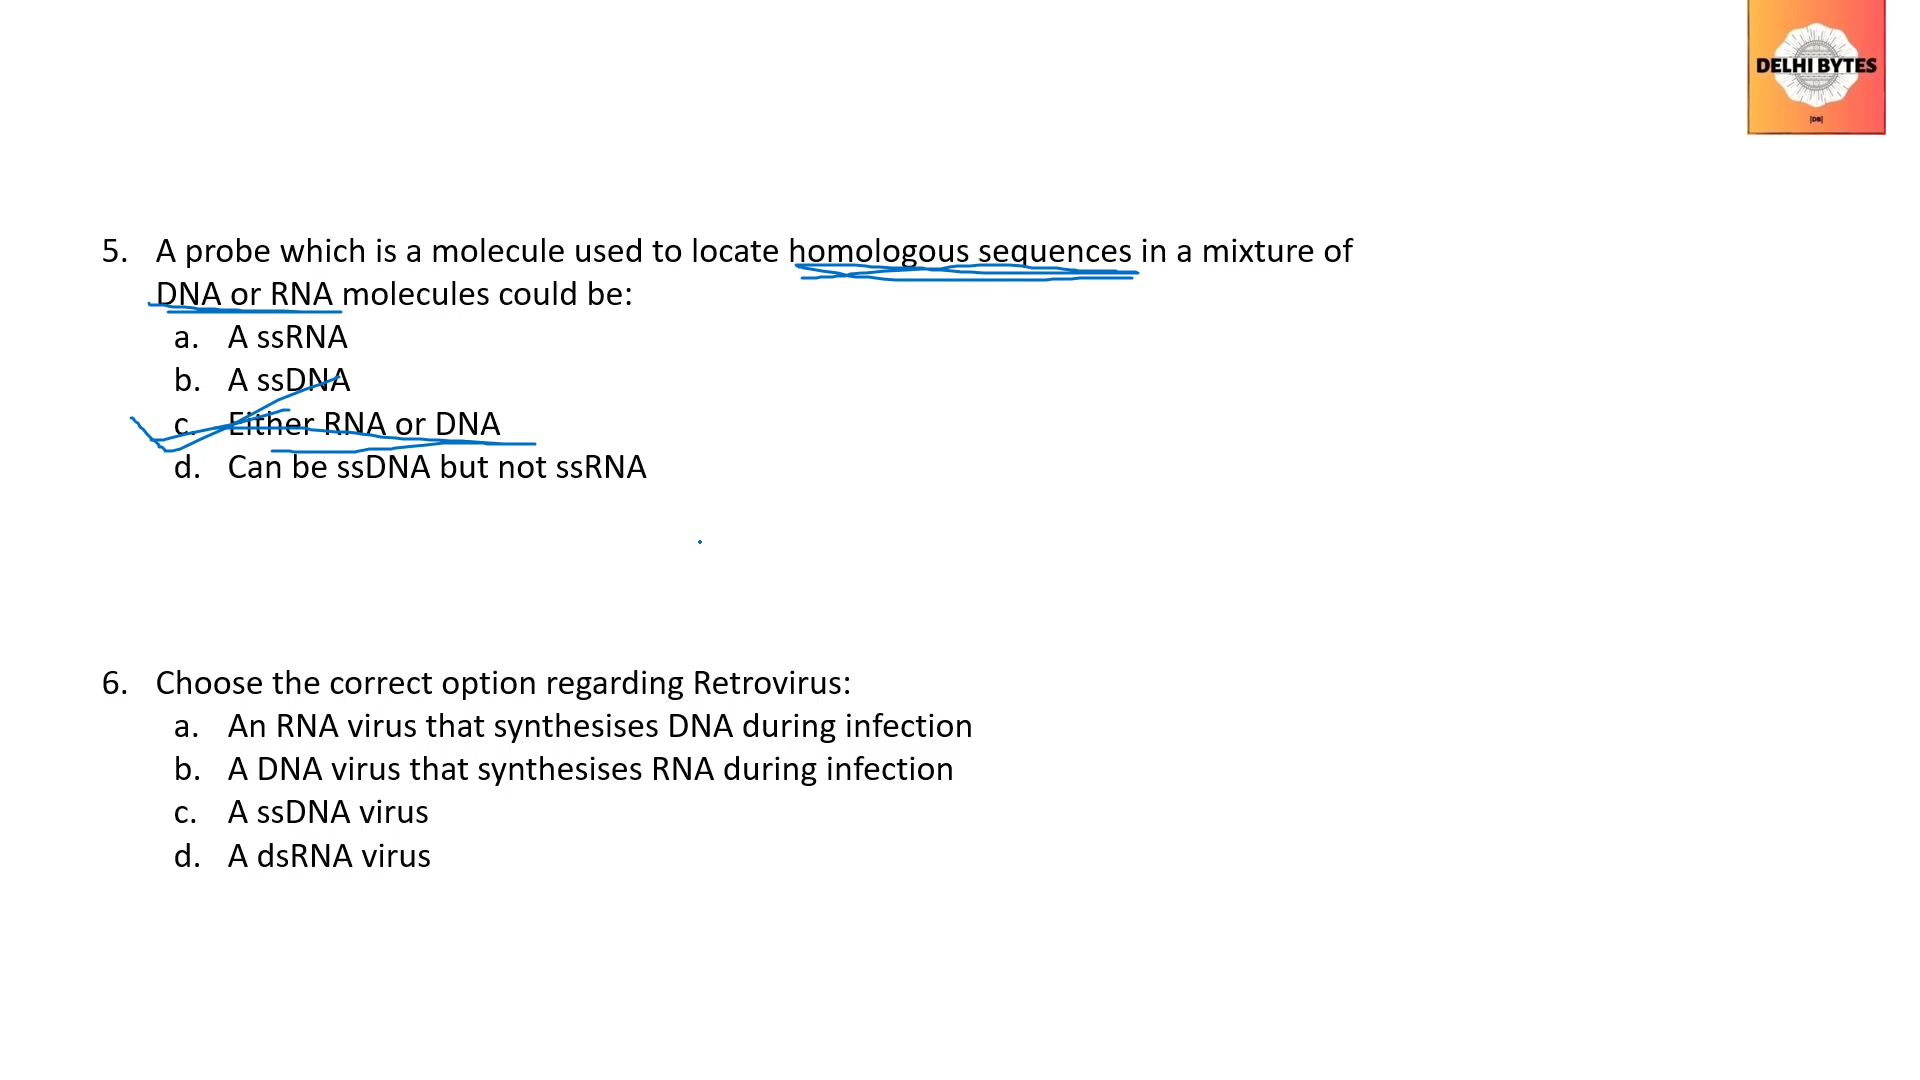 DELHI BYTES
|DB|
5. A probe which is a molecule used to locate homologous sequences in a mixture of
DNA or RNA molecules could be:
a. A ssRNA
b. A ssDNA
c. Either RNA or DNA
d. Can be ssDNA but not ssRNA
6. Choose the correct option regarding Retrovirus:
a. An RNA virus that synthesises DNA during infection
b. A DNA virus that synthesises RNA during infection
c. A ssDNA virus
d. A dsRNA virus